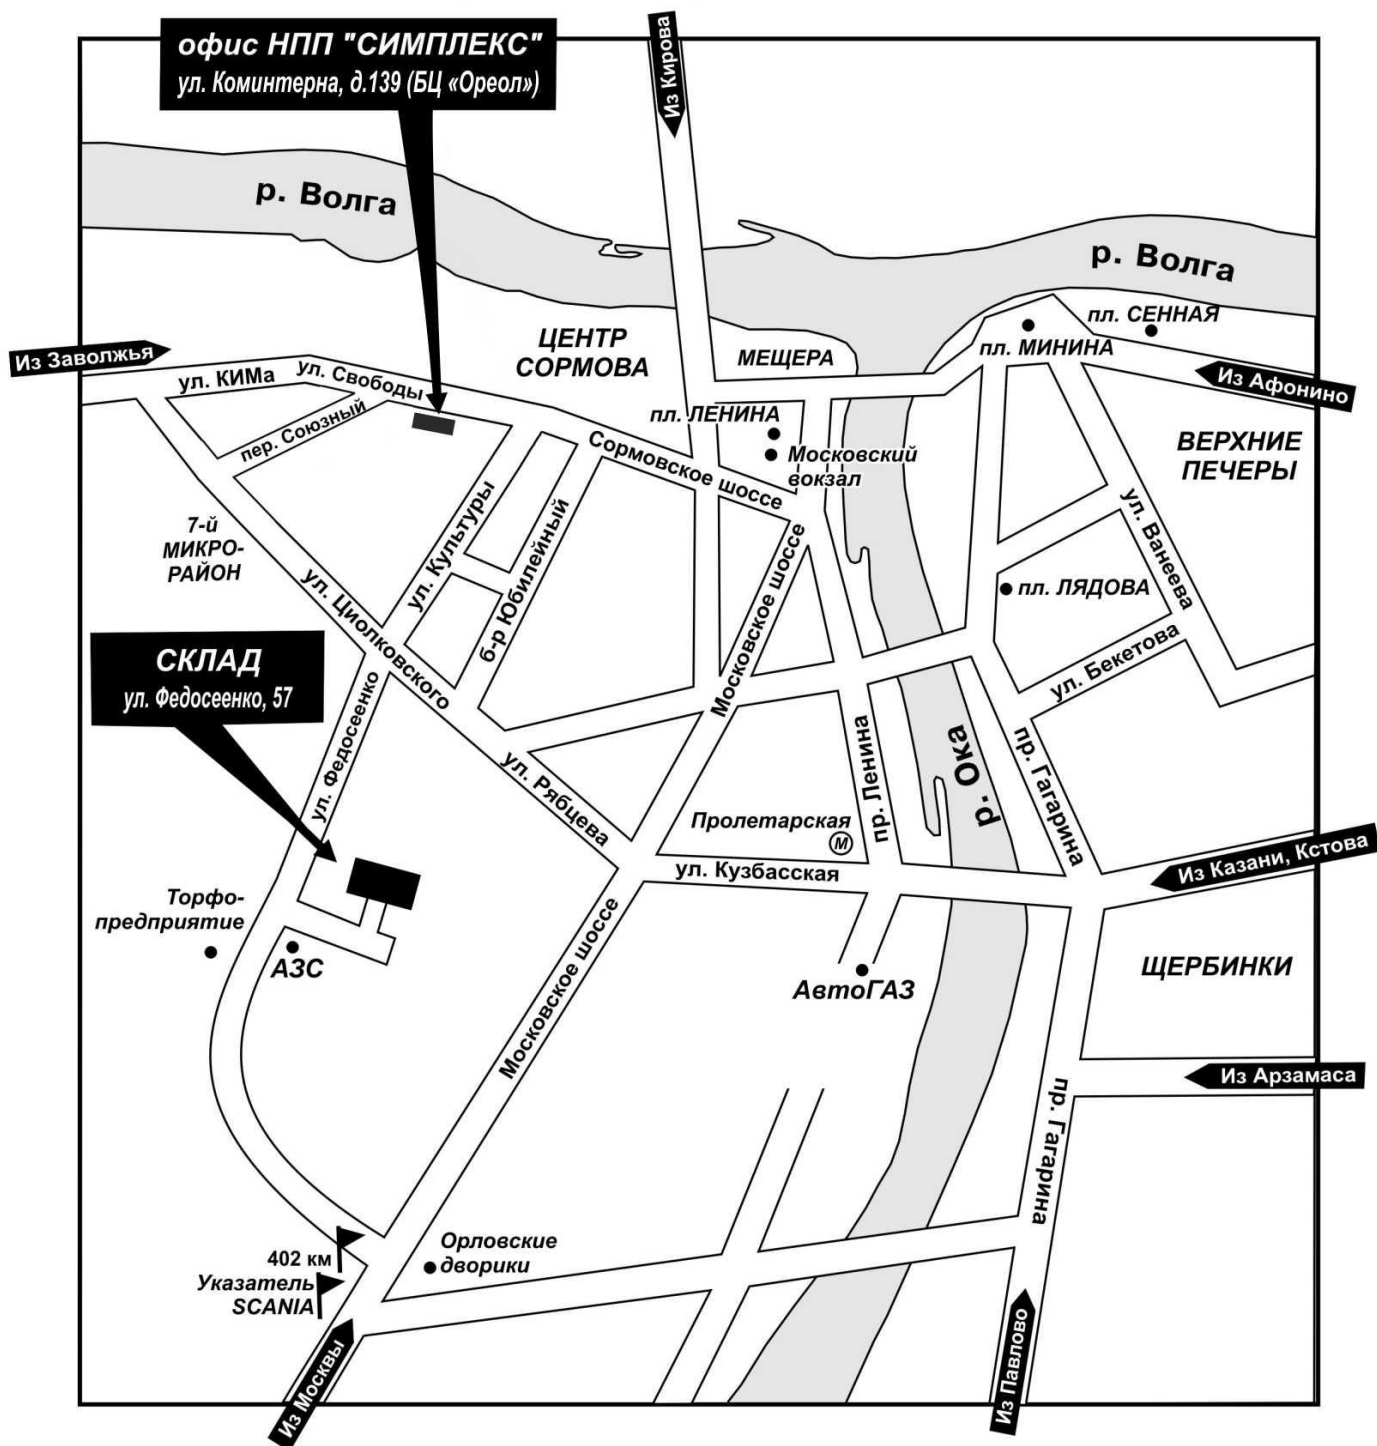 офис НПП "СИМПЛЕКС"
ул. Коминтерна, д.139 (БЦ «Ореол»)
Из Кирова
р. Волга
р. Волга
пл. СЕННАЯ
пл. МИНИНА
ЦЕНТР
СОРМОВА
МЕЩЕРА
Из Заволжья
ул. КИМа
ул. Свободы
Из Афонино
пер. Союзный
пл. ЛЕНИНА
Сормовское шоссе
Московский
вокзал
ВЕРХНИЕ
ПЕЧЕРЫ
7-й
МИКРО-
РАЙОН
ул. Культуры
б-р Юбилейный
ул. Ванеева
Московское шоссе
пл. ЛЯДОВА
ул. Циолковского
ул. Бекетова
СКЛАД
ул. Федосеенко, 57
ул. Федосеенко
ул. Рябцева
пр. Ленина
р. Ока
пр. Гагарина
Пролетарская
М
ул. Кузбасская
Из Казани, Кстова
Торфо-
предприятие
АЗС
АвтоГАЗ
ЩЕРБИНКИ
Московское шоссе
Из Арзамаса
пр. Гагарина
402 км
Указатель
SCANIA
Орловские
дворики
Из Москвы
Из Павлово